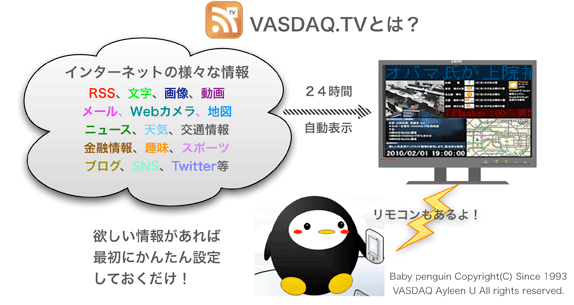 TV
VASDAQ.TVとは？
インターネットの様々な情報
RSS、文字、画像、動画
メール、Webカメラ、地図
ニュース、天気、交通情報
金融情報、趣味、スポーツ
ブログ、SNS、Twitter等
２４時間
自動表示
オバマ氏が上院補
2010/02/01 19:00:00
リモコンもあるよ！
欲しい情報があれば
最初にかんたん設定
しておくだけ！
Baby penguin Copyright(C) Since 1993
VASDAQ Ayleen U All rights reserved.